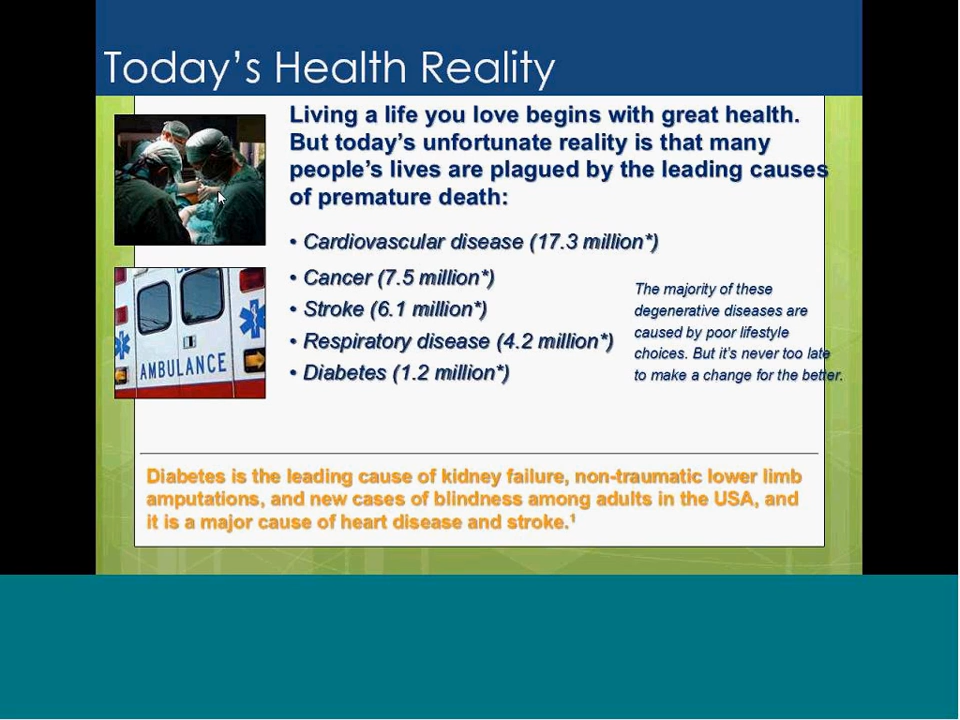 Today's Health Reality
Living a life you love begins with great health.
But today's unfortunate reality is that many
people's lives are plagued by the leading causes
of premature death:
• Cardiovascular disease (17.3 million*)
• Cancer (7.5 million*)
• Stroke (6.1 million*)
• Respiratory disease (4.2 million*)
• Diabetes (1.2 million*)
The majority of these
degenerative diseases are
caused by poor lifestyle
choices. But it's never too late
to make a change for the better.
AMBULANCE
Diabetes is the leading cause of kidney failure, non-traumatic lower limb
amputations, and new cases of blindness among adults in the USA, and
it is a major cause of heart disease and stroke.¹